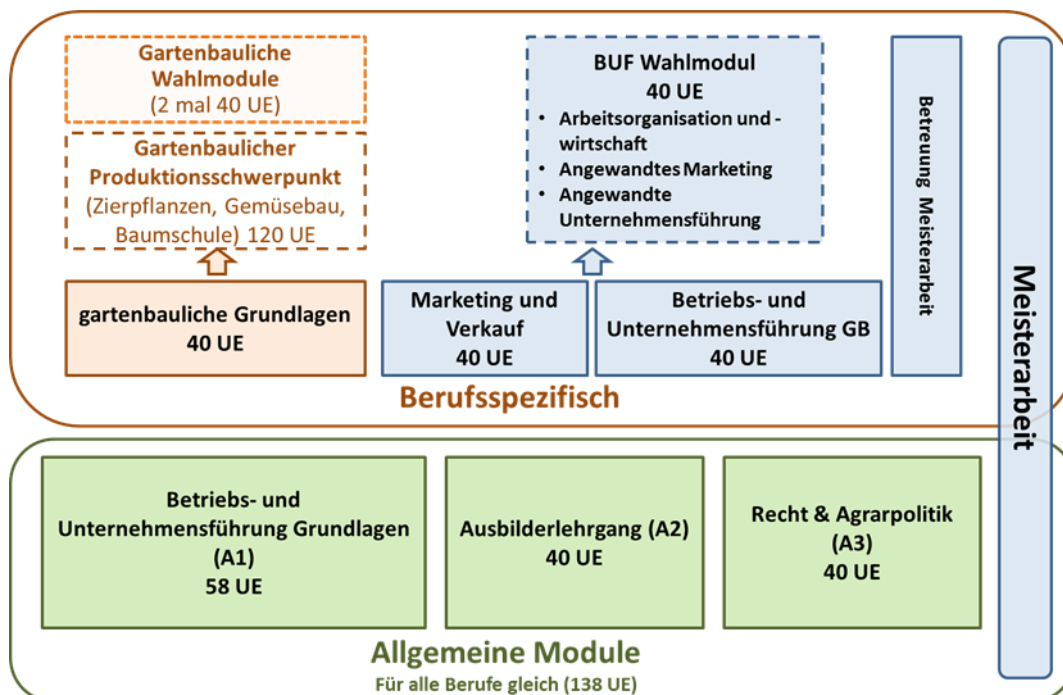 Gartenbauliche
Wahlmodule
(2 mal 40 UE)
Gartenbaulicher
Produktionsschwerpunkt
(Zierpflanzen, Gemüsebau,
Baumschule) 120 UE
gartenbauliche Grundlagen
40 UE
BUF Wahlmodul
40 UE
• Arbeitsorganisation und -
wirtschaft
• Angewandtes Marketing
• Angewandte
Unternehmensführung
Marketing und
Verkauf
40 UE
Betriebs- und
Unternehmensführung GB
40 UE
Betreuung Meisterarbeit
Berufsspezifisch
Meisterarbeit
Betriebs- und
Unternehmensführung Grundlagen
(A1)
58 UE
Ausbilderlehrgang (A2)
40 UE
Recht & Agrarpolitik
(A3)
40 UE
Allgemeine Module
Für alle Berufe gleich (138 UE)